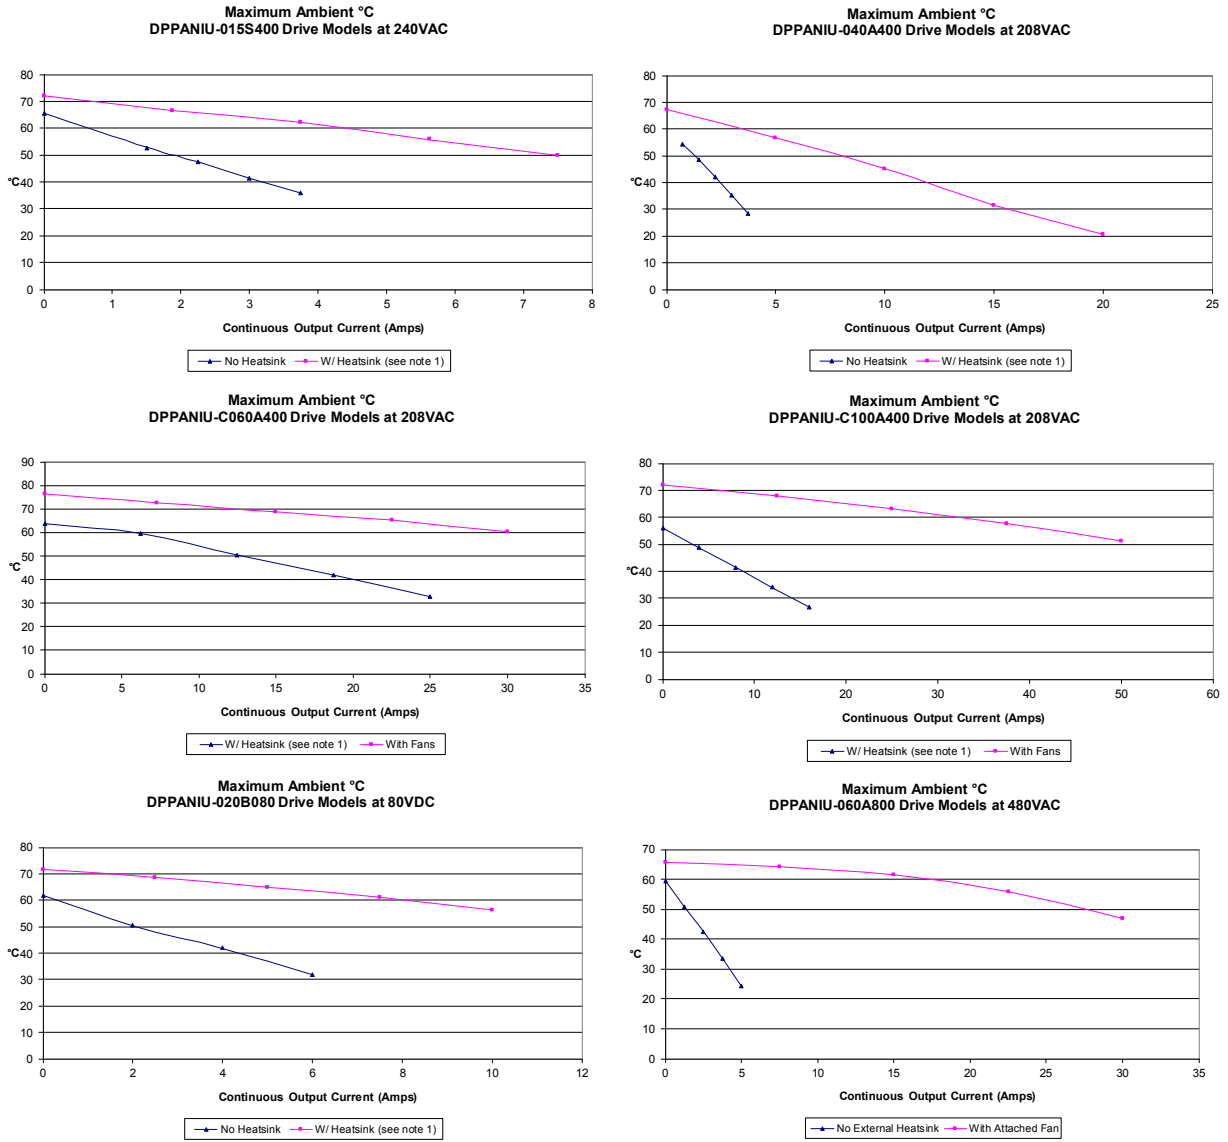 Maximum Ambient °C
DPPANIU-015S400 Drive Models at 240VAC
80
70
60
50
°C
40
30
20
10
0
0 1 2 3 4 5 6 7 8
Continuous Output Current (Amps)
No Heatsink W/ Heatsink (see note 1)
Maximum Ambient °C
DPPANIU-040A400 Drive Models at 208VAC
80
70
60
50
°C
40
30
20
10
0
0 5 10 15 20 25
Continuous Output Current (Amps)
No Heatsink W/ Heatsink (see note 1)
Maximum Ambient °C
DPPANIU-C060A400 Drive Models at 208VAC
90
80
70
60
50
°C
40
30
20
10
0
0 5 10 15 20 25 30 35
Continuous Output Current (Amps)
W/ Heatsink (see note 1) With Fans
Maximum Ambient °C
DPPANIU-C100A400 Drive Models at 208VAC
80
70
60
50
°C
40
30
20
10
0
0 10 20 30 40 50 60
Continuous Output Current (Amps)
W/ Heatsink (see note 1) With Fans
Maximum Ambient °C
DPPANIU-020B080 Drive Models at 80VDC
80
70
60
50
40
°C
30
20
10
0
0 2 4 6 8 10 12
Continuous Output Current (Amps)
No Heatsink W/ Heatsink (see note 1)
Maximum Ambient °C
DPPANIU-060A800 Drive Models at 480VAC
70
60
50
40
°C
30
20
10
0
0 5 10 15 20 25 30 35
Continuous Output Current (Amps)
No External Heatsink With Attached Fan